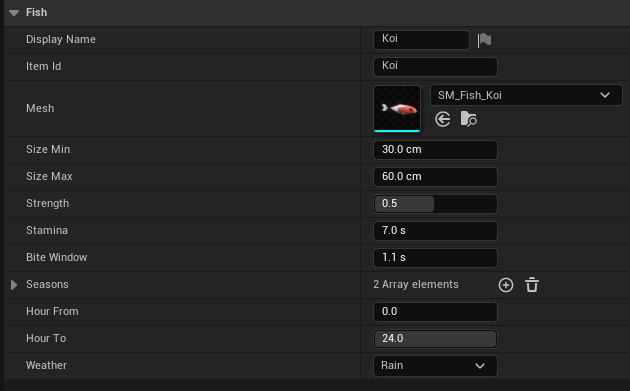 Fish
Display Name Koi
Item Id Koi
Mesh SM_Fish_Koi
Size Min 30.0 cm
Size Max 60.0 cm
Strength 0.5
Stamina 7.0 s
Bite Window 1.1 s
Seasons 2 Array elements
Hour From 0.0
Hour To 24.0
Weather Rain